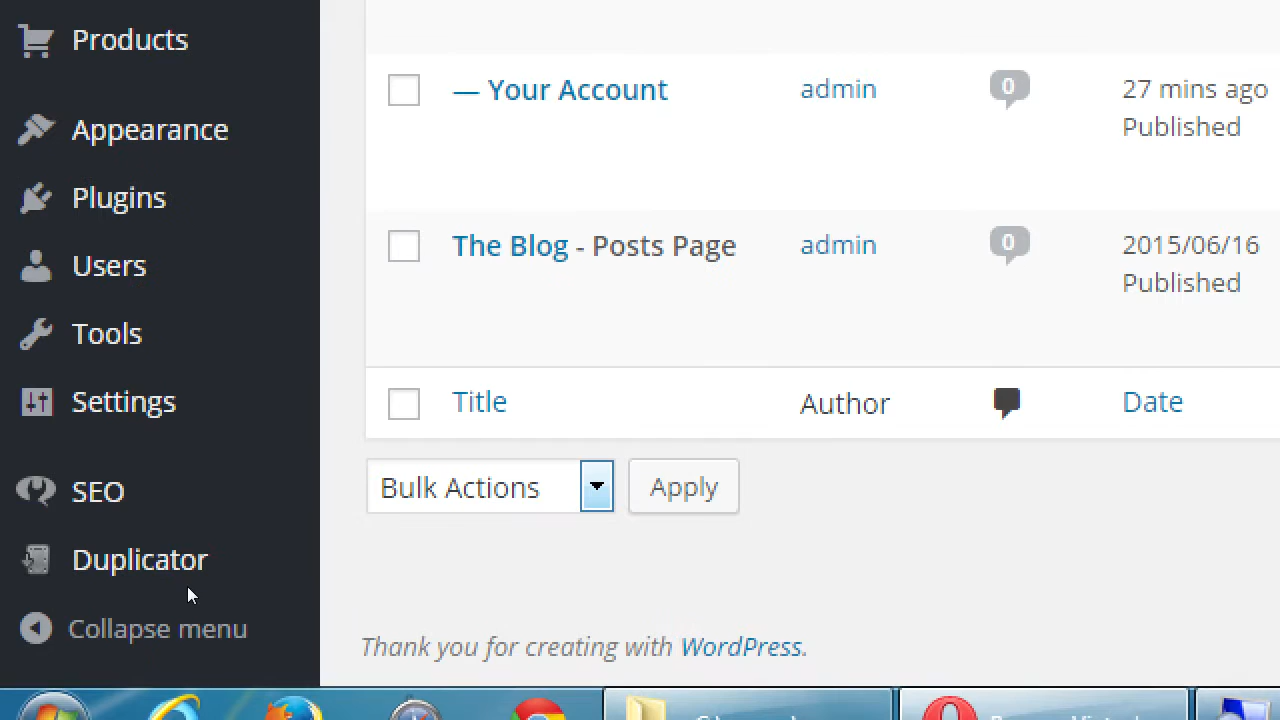 Products
Appearance
Plugins
Users
Tools
Settings
SEO
Duplicator
Collapse menu
— Your Account admin 0 27 mins ago
Published
The Blog - Posts Page admin 0 2015/06/16
Published
Title Author Date
Bulk Actions Apply
Thank you for creating with WordPress.